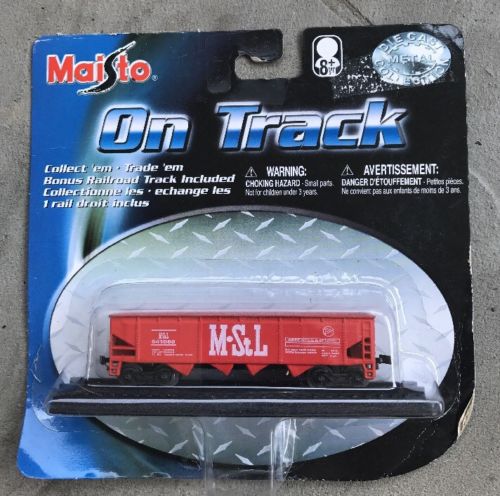 Maisto®
8+
DIE CAST
METAL
COLLECTION
On Track
Collect 'em • Trade 'em
Bonus Railroad Track Included
Collectionne les • echange les
1 rail droit inclus
WARNING:
CHOKING HAZARD - Small parts.
Not for children under 3 years.
AVERTISSEMENT:
DANGER D'ÉTOUFFEMENT - Petites pièces.
Ne convient pas aux enfants de moins de 3 ans.
M&StL
M•StL